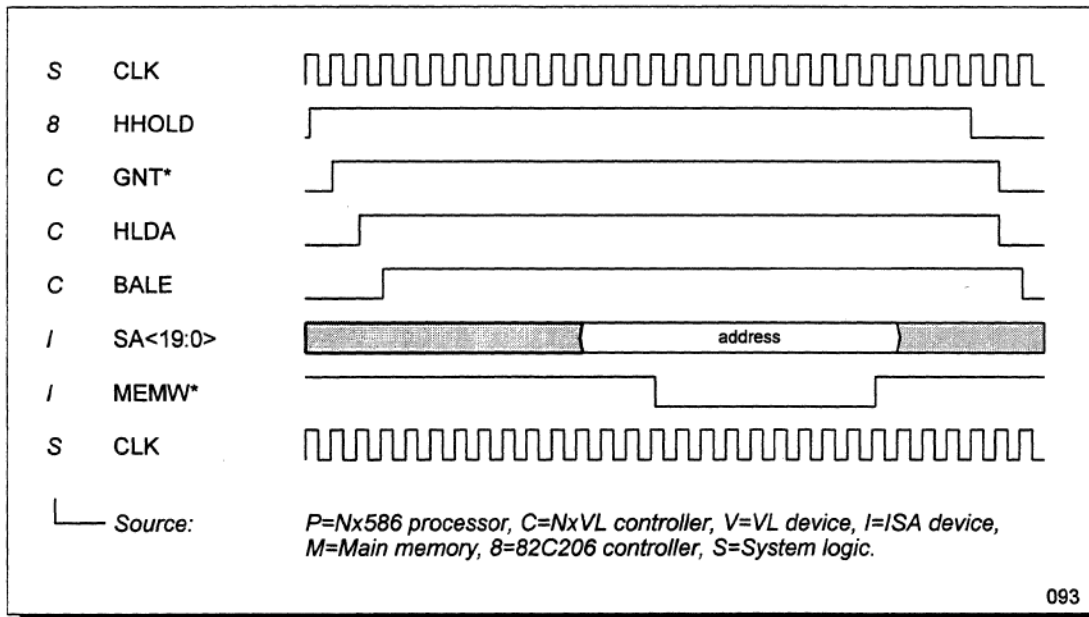 S CLK
8 HHOLD
C GNT*
C HLDA
C BALE
I SA<19:0> address
I MEMW*
S CLK
Source: P=Nx586 processor, C=NxVL controller, V=VL device, I=ISA device,
M=Main memory, 8=82C206 controller, S=System logic.
093